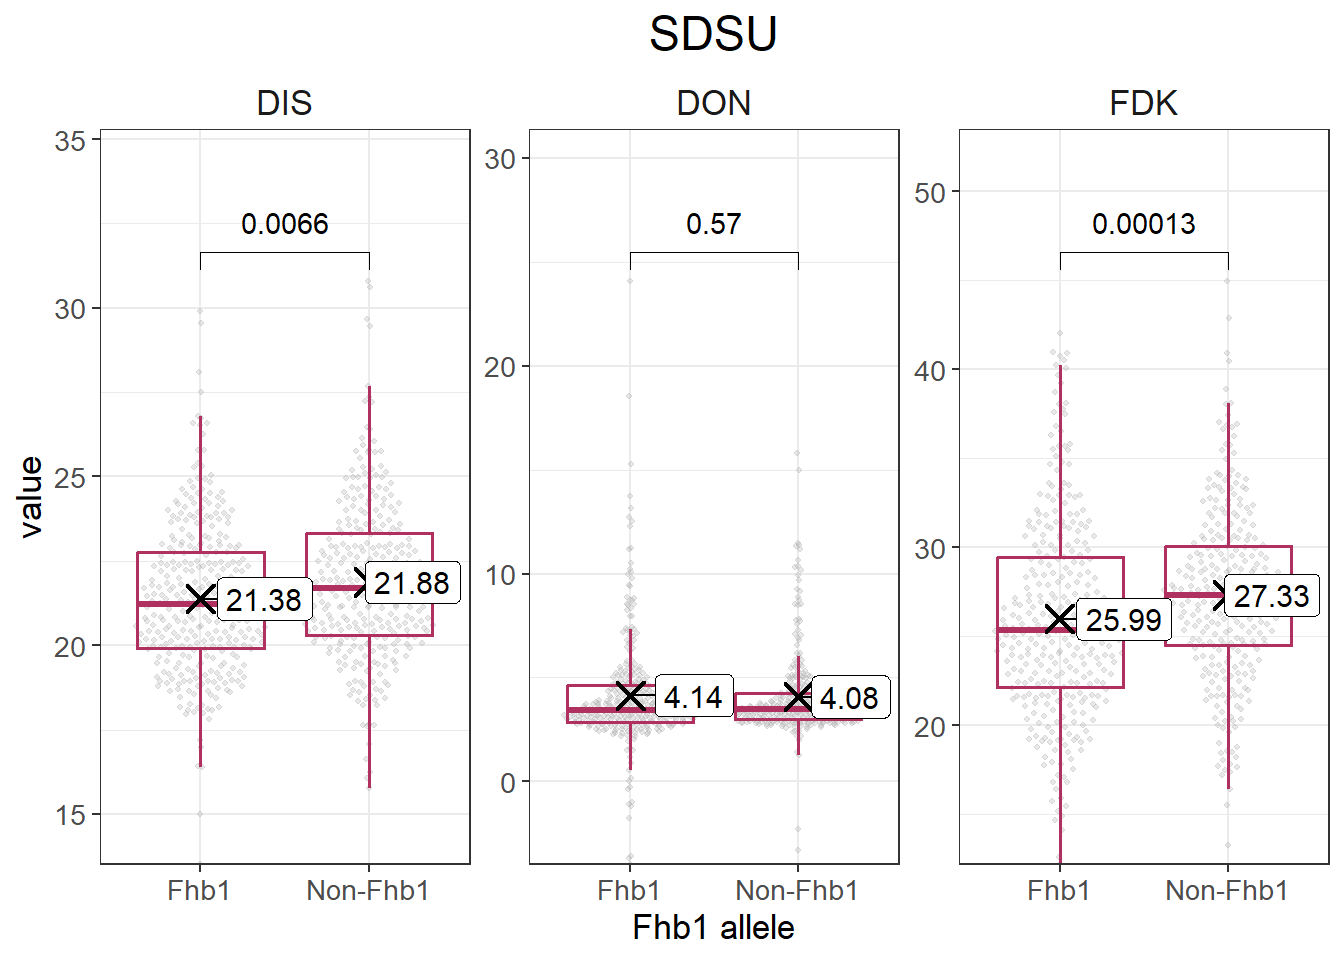 SDSU
DIS
DON
FDK
35
30
25
20
15
30
20
10
0
50
40
30
20
value
0.0066
0.57
0.00013
21.38
21.88
4.14
4.08
25.99
27.33
Fhb1
Non-Fhb1
Fhb1
Non-Fhb1
Fhb1
Non-Fhb1
Fhb1 allele